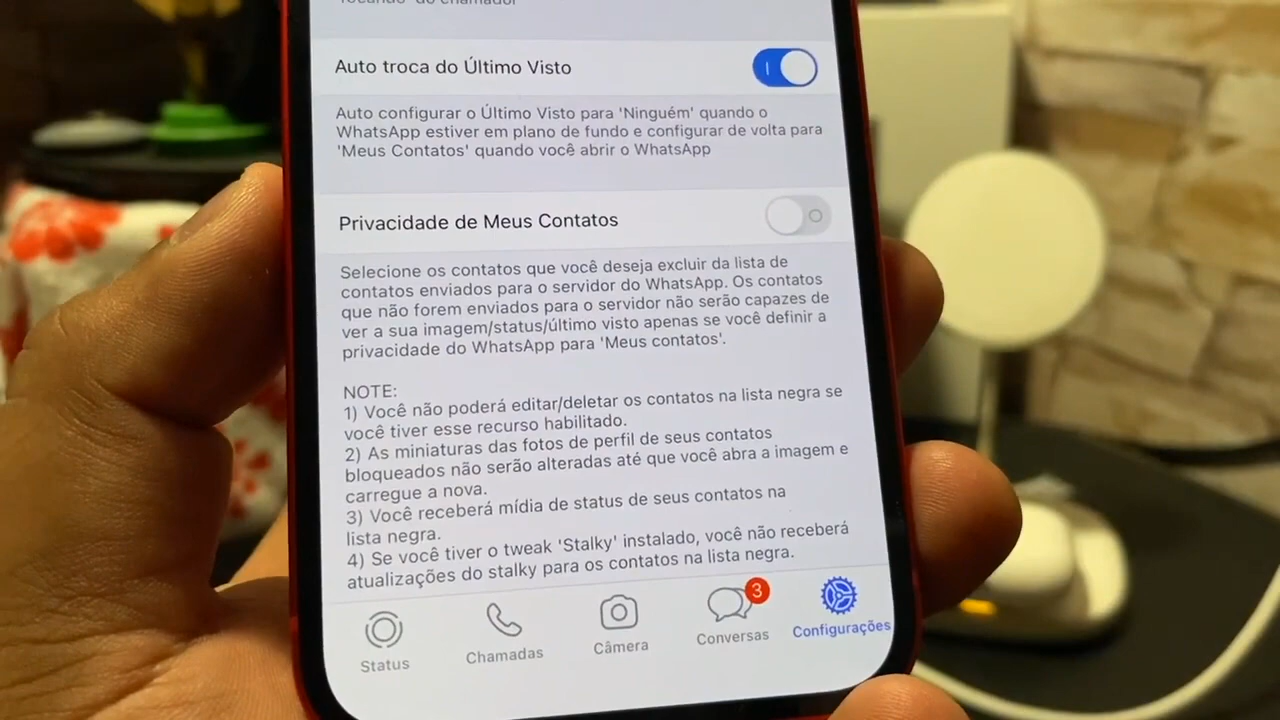 Auto troca do Último Visto
Auto configurar o Último Visto para 'Ninguém' quando o
WhatsApp estiver em plano de fundo e configurar de volta para
'Meus Contatos' quando você abrir o WhatsApp
Privacidade de Meus Contatos
Selecione os contatos que você deseja excluir da lista de
contatos enviados para o servidor do WhatsApp. Os contatos
que não forem enviados para o servidor não serão capazes de
ver a sua imagem/status/último visto apenas se você definir a
privacidade do WhatsApp para 'Meus contatos'.
NOTE:
1) Você não poderá editar/deletar os contatos na lista negra se
você tiver esse recurso habilitado.
2) As miniaturas das fotos de perfil de seus contatos
bloqueados não serão alteradas até que você abra a imagem e
carregue a nova.
3) Você receberá mídia de status de seus contatos na
lista negra.
4) Se você tiver o tweak 'Stalky' instalado, você não receberá
atualizações do stalky para os contatos na lista negra.
3
Status Chamadas Câmera Conversas Configurações